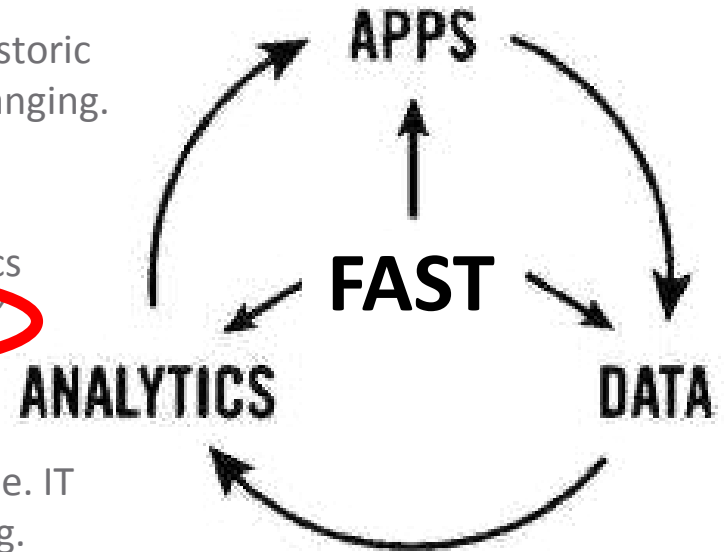 APPS
storic
anging.
cs
FAST
ANALYTICS
DATA
e. IT
g.